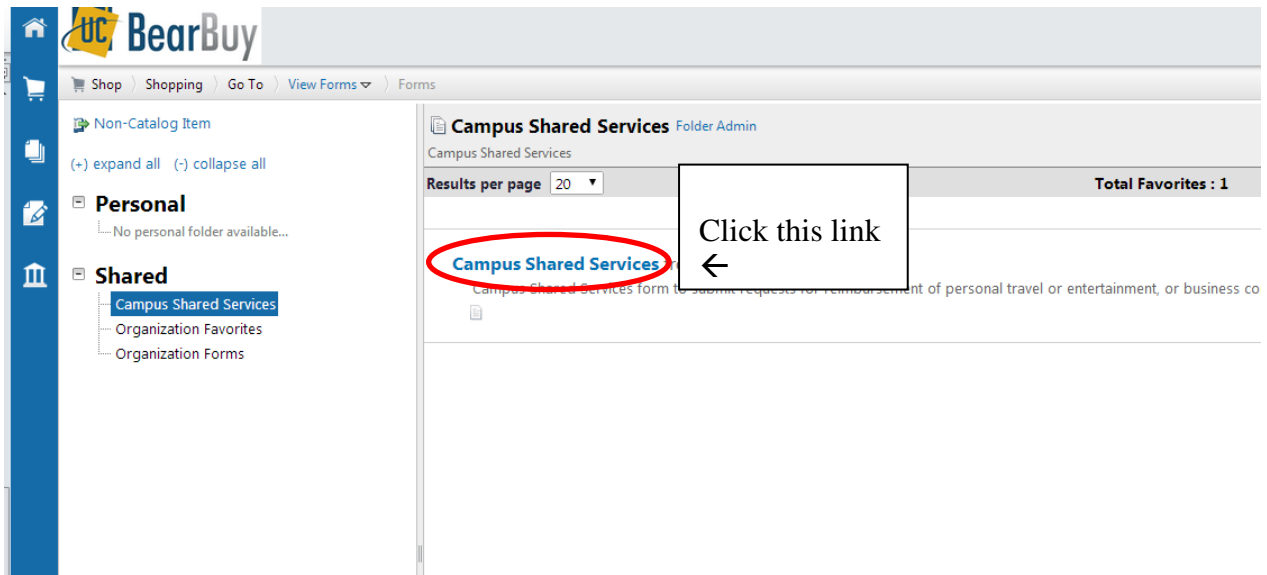 UC BearBuy
Shop Shopping Go To View Forms Forms
Non-Catalog Item
(+) expand all (-) collapse all
Personal
No personal folder available...
Shared
Campus Shared Services
Organization Favorites
Organization Forms
Campus Shared Services Folder Admin
Campus Shared Services
Results per page 20 Total Favorites : 1
Click this link
←
Campus Shared Services
Campus Shared Services form to submit requests for reimbursement of personal travel or entertainment, or business co